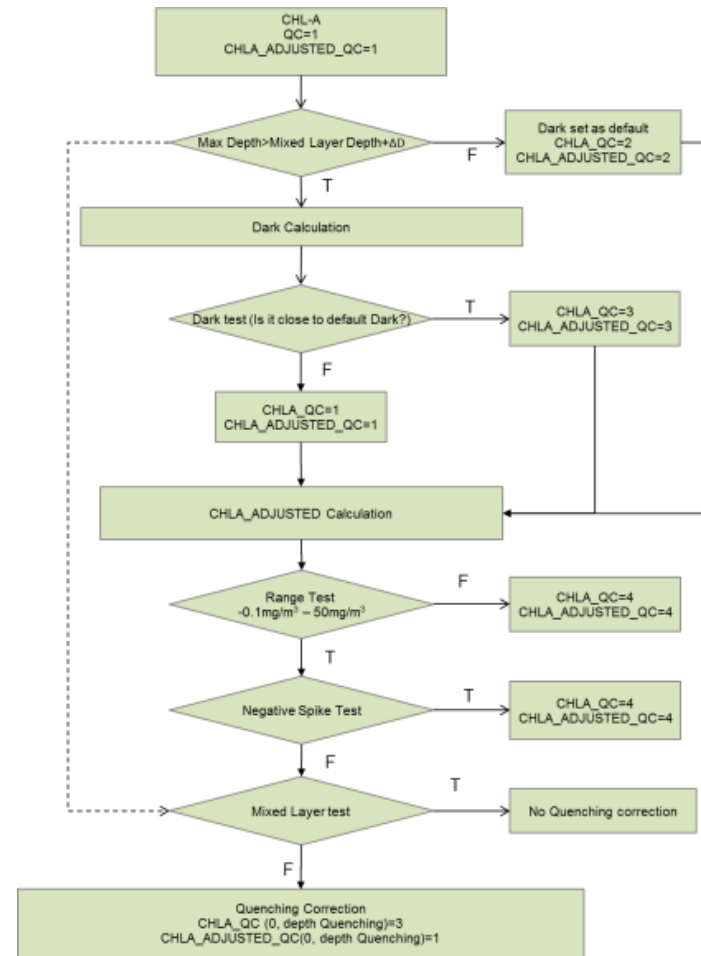 CHL-A
QC=1
CHLA_ADJUSTED_QC=1
Max Depth>Mixed Layer Depth+ΔD
F
Dark set as default
CHLA_QC=2
CHLA_ADJUSTED_QC=2
T
Dark Calculation
Dark test (Is it close to default Dark?)
T
CHLA_QC=3
CHLA_ADJUSTED_QC=3
F
CHLA_QC=1
CHLA_ADJUSTED_QC=1
CHLA_ADJUSTED Calculation
Range Test
-0.1mg/m³ – 50mg/m³
F
CHLA_QC=4
CHLA_ADJUSTED_QC=4
T
Negative Spike Test
T
CHLA_QC=4
CHLA_ADJUSTED_QC=4
F
Mixed Layer test
T
No Quenching correction
F
Quenching Correction
CHLA_QC (0, depth Quenching)=3
CHLA_ADJUSTED_QC(0, depth Quenching)=1